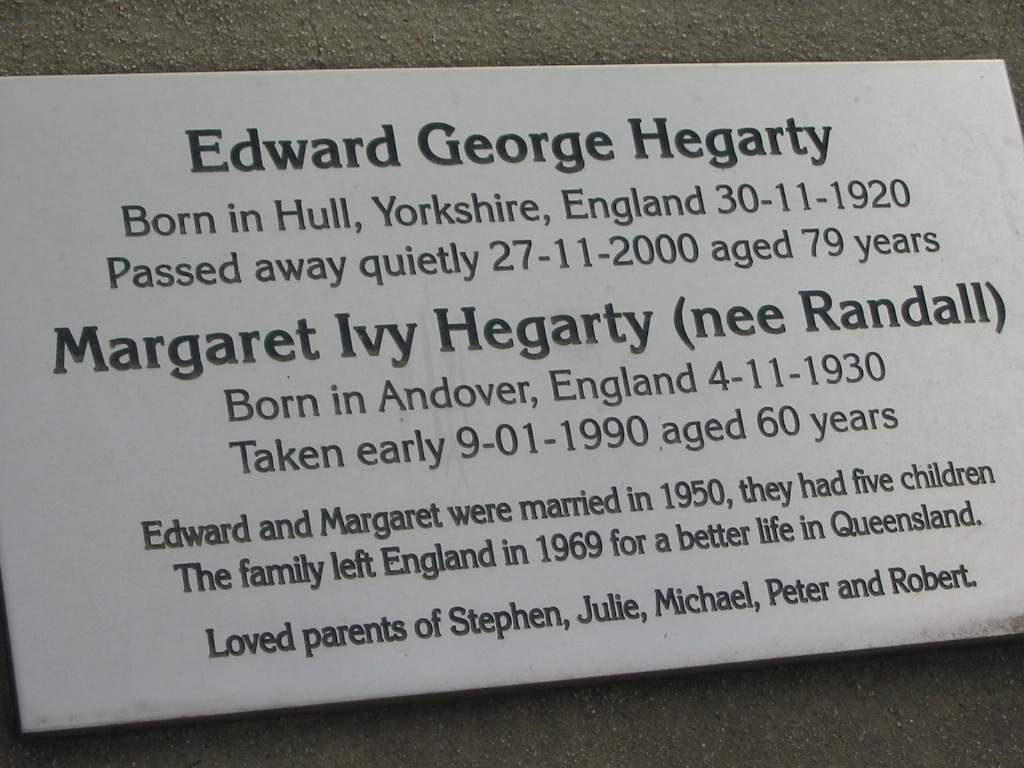 Edward George Hegarty
Born in Hull, Yorkshire, England 30-11-1920
Passed away quietly 27-11-2000 aged 79 years
Margaret Ivy Hegarty (nee Randall)
Born in Andover, England 4-11-1930
Taken early 9-01-1990 aged 60 years
Edward and Margaret were married in 1950, they had five children
The family left England in 1969 for a better life in Queensland.
Loved parents of Stephen, Julie, Michael, Peter and Robert.